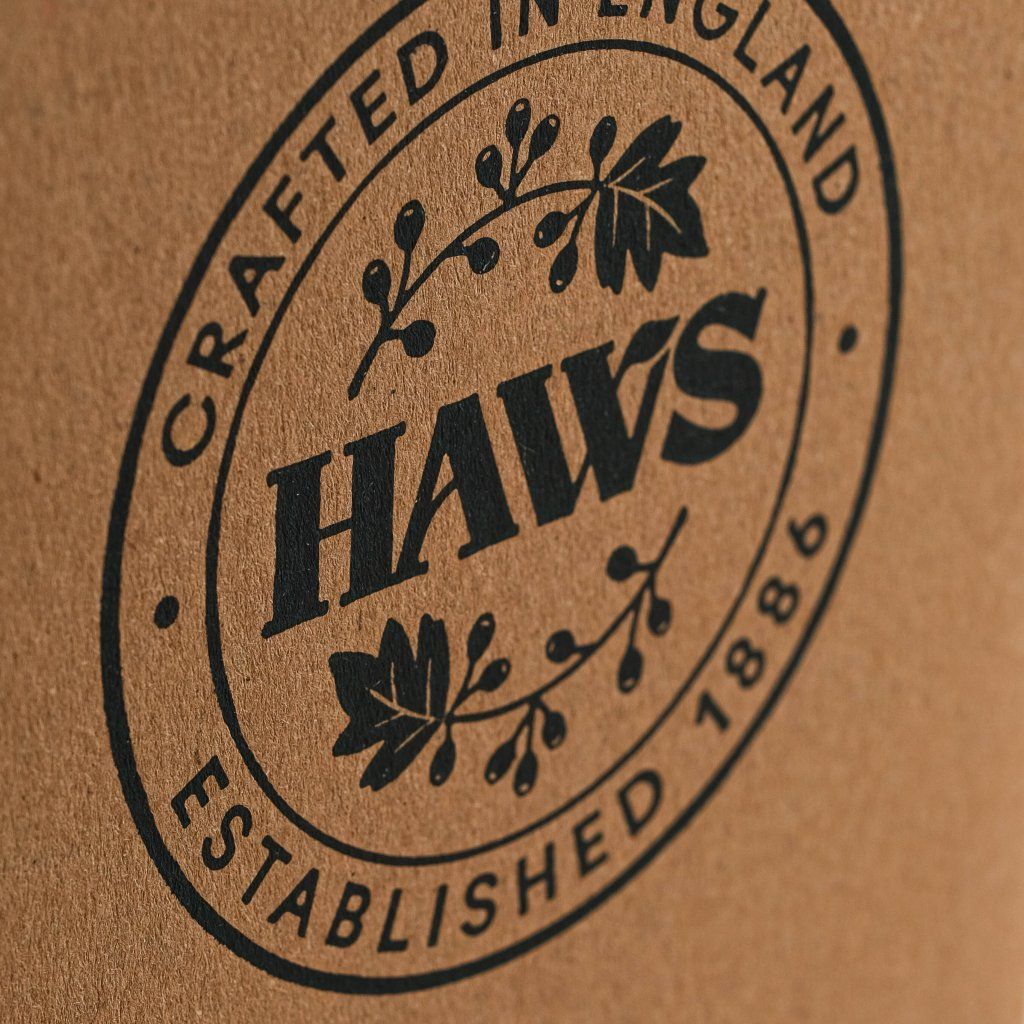 CRAFTED IN ENGLAND
HAWS
ESTABLISHED 1886